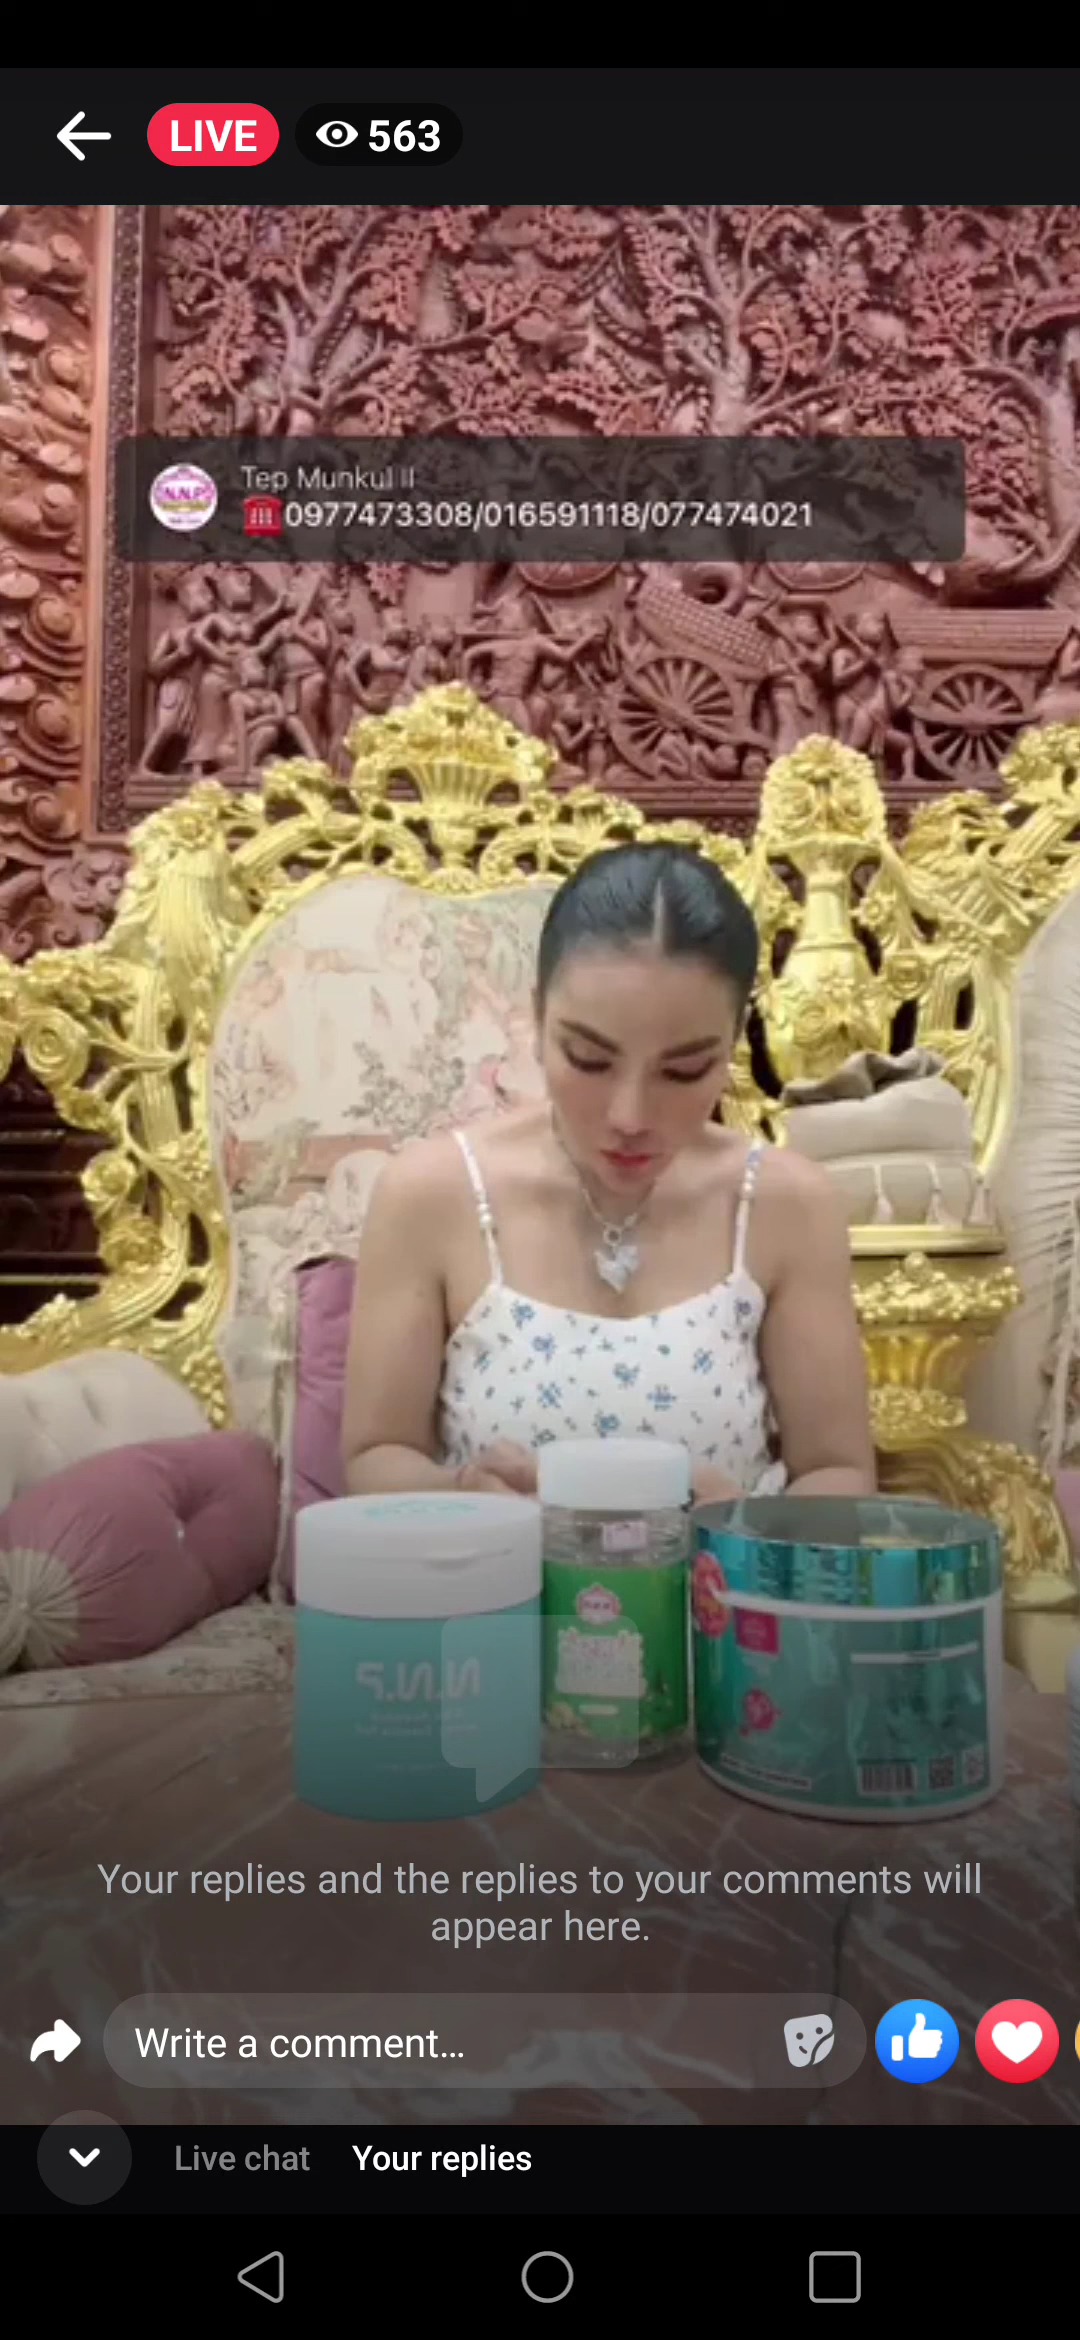 LIVE 563
N.N.P
Tep Munkul II
☎️0977473308/016591118/077474021
N.N.P
Your replies and the replies to your comments will
appear here.
Write a comment...
Live chat Your replies